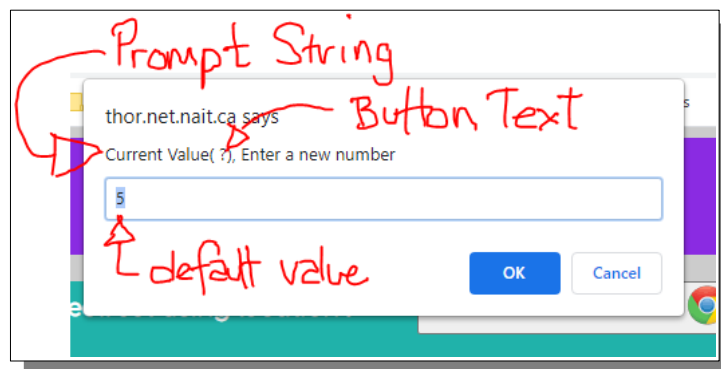 Prompt String
thor.net.nait.ca says
Button Text
Current Value( ?), Enter a new number
5
default value
OK
Cancel